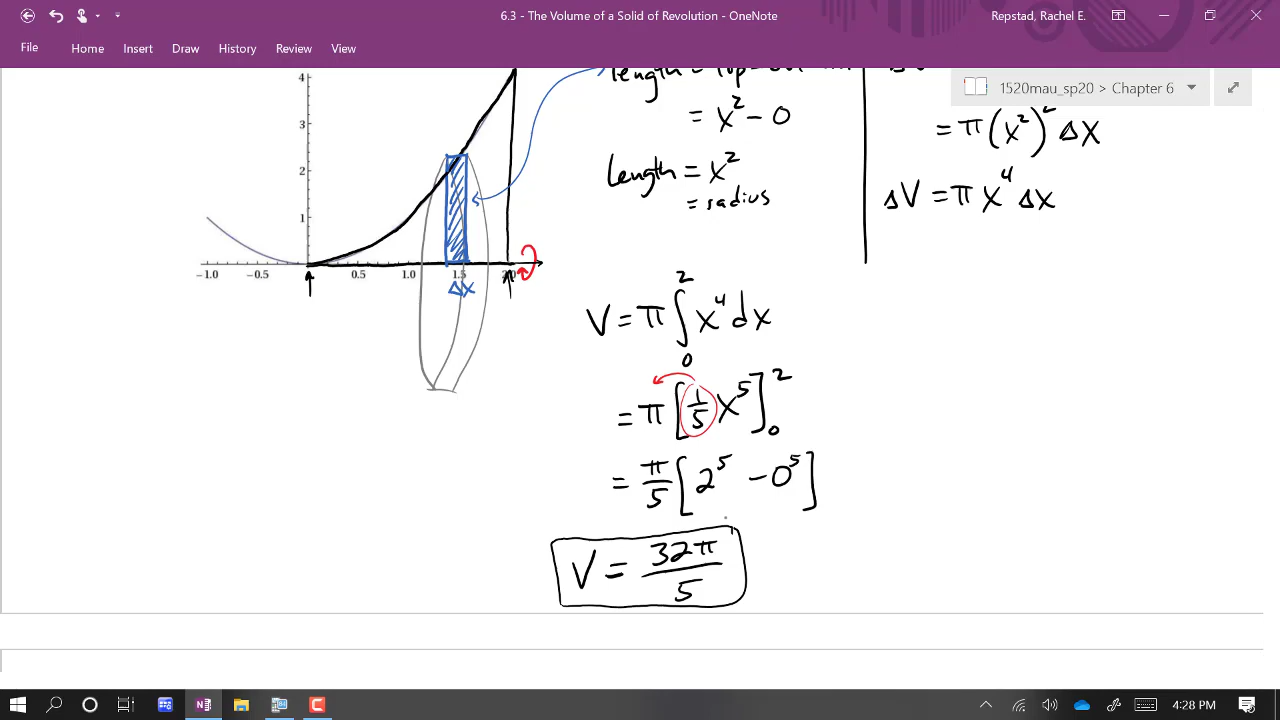 6.3 - The Volume of a Solid of Revolution - OneNote
Repstad, Rachel E.
File Home Insert Draw History Review View
1520mau_sp20 > Chapter 6
4
3
2
1
-1.0 -0.5 0.5 1.0 1.5
Δx
length =
= x² - 0
length = x²
= radius
= π(x²)² Δx
ΔV = πx⁴ Δx
V = π∫₀² x⁴ dx
= π[1/5 x⁵]₀²
= π/5 [2⁵ - 0⁵]
V = 32π/5
4:28 PM